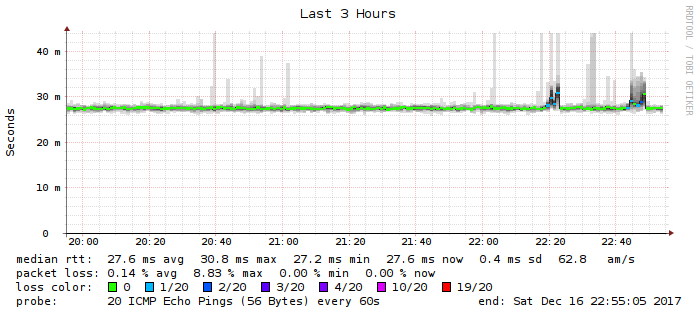 Last 3 Hours
RRDTOOL / TOBI OETIKER
Seconds
40 m
30 m
20 m
10 m
0
20:00 20:20 20:40 21:00 21:20 21:40 22:00 22:20 22:40
median rtt: 27.6 ms avg 30.8 ms max 27.2 ms min 27.6 ms now 0.4 ms sd 62.8 am/s
packet loss: 0.14 % avg 8.83 % max 0.00 % min 0.00 % now
loss color: 0 1/20 2/20 3/20 4/20 10/20 19/20
probe: 20 ICMP Echo Pings (56 Bytes) every 60s end: Sat Dec 16 22:55:05 2017